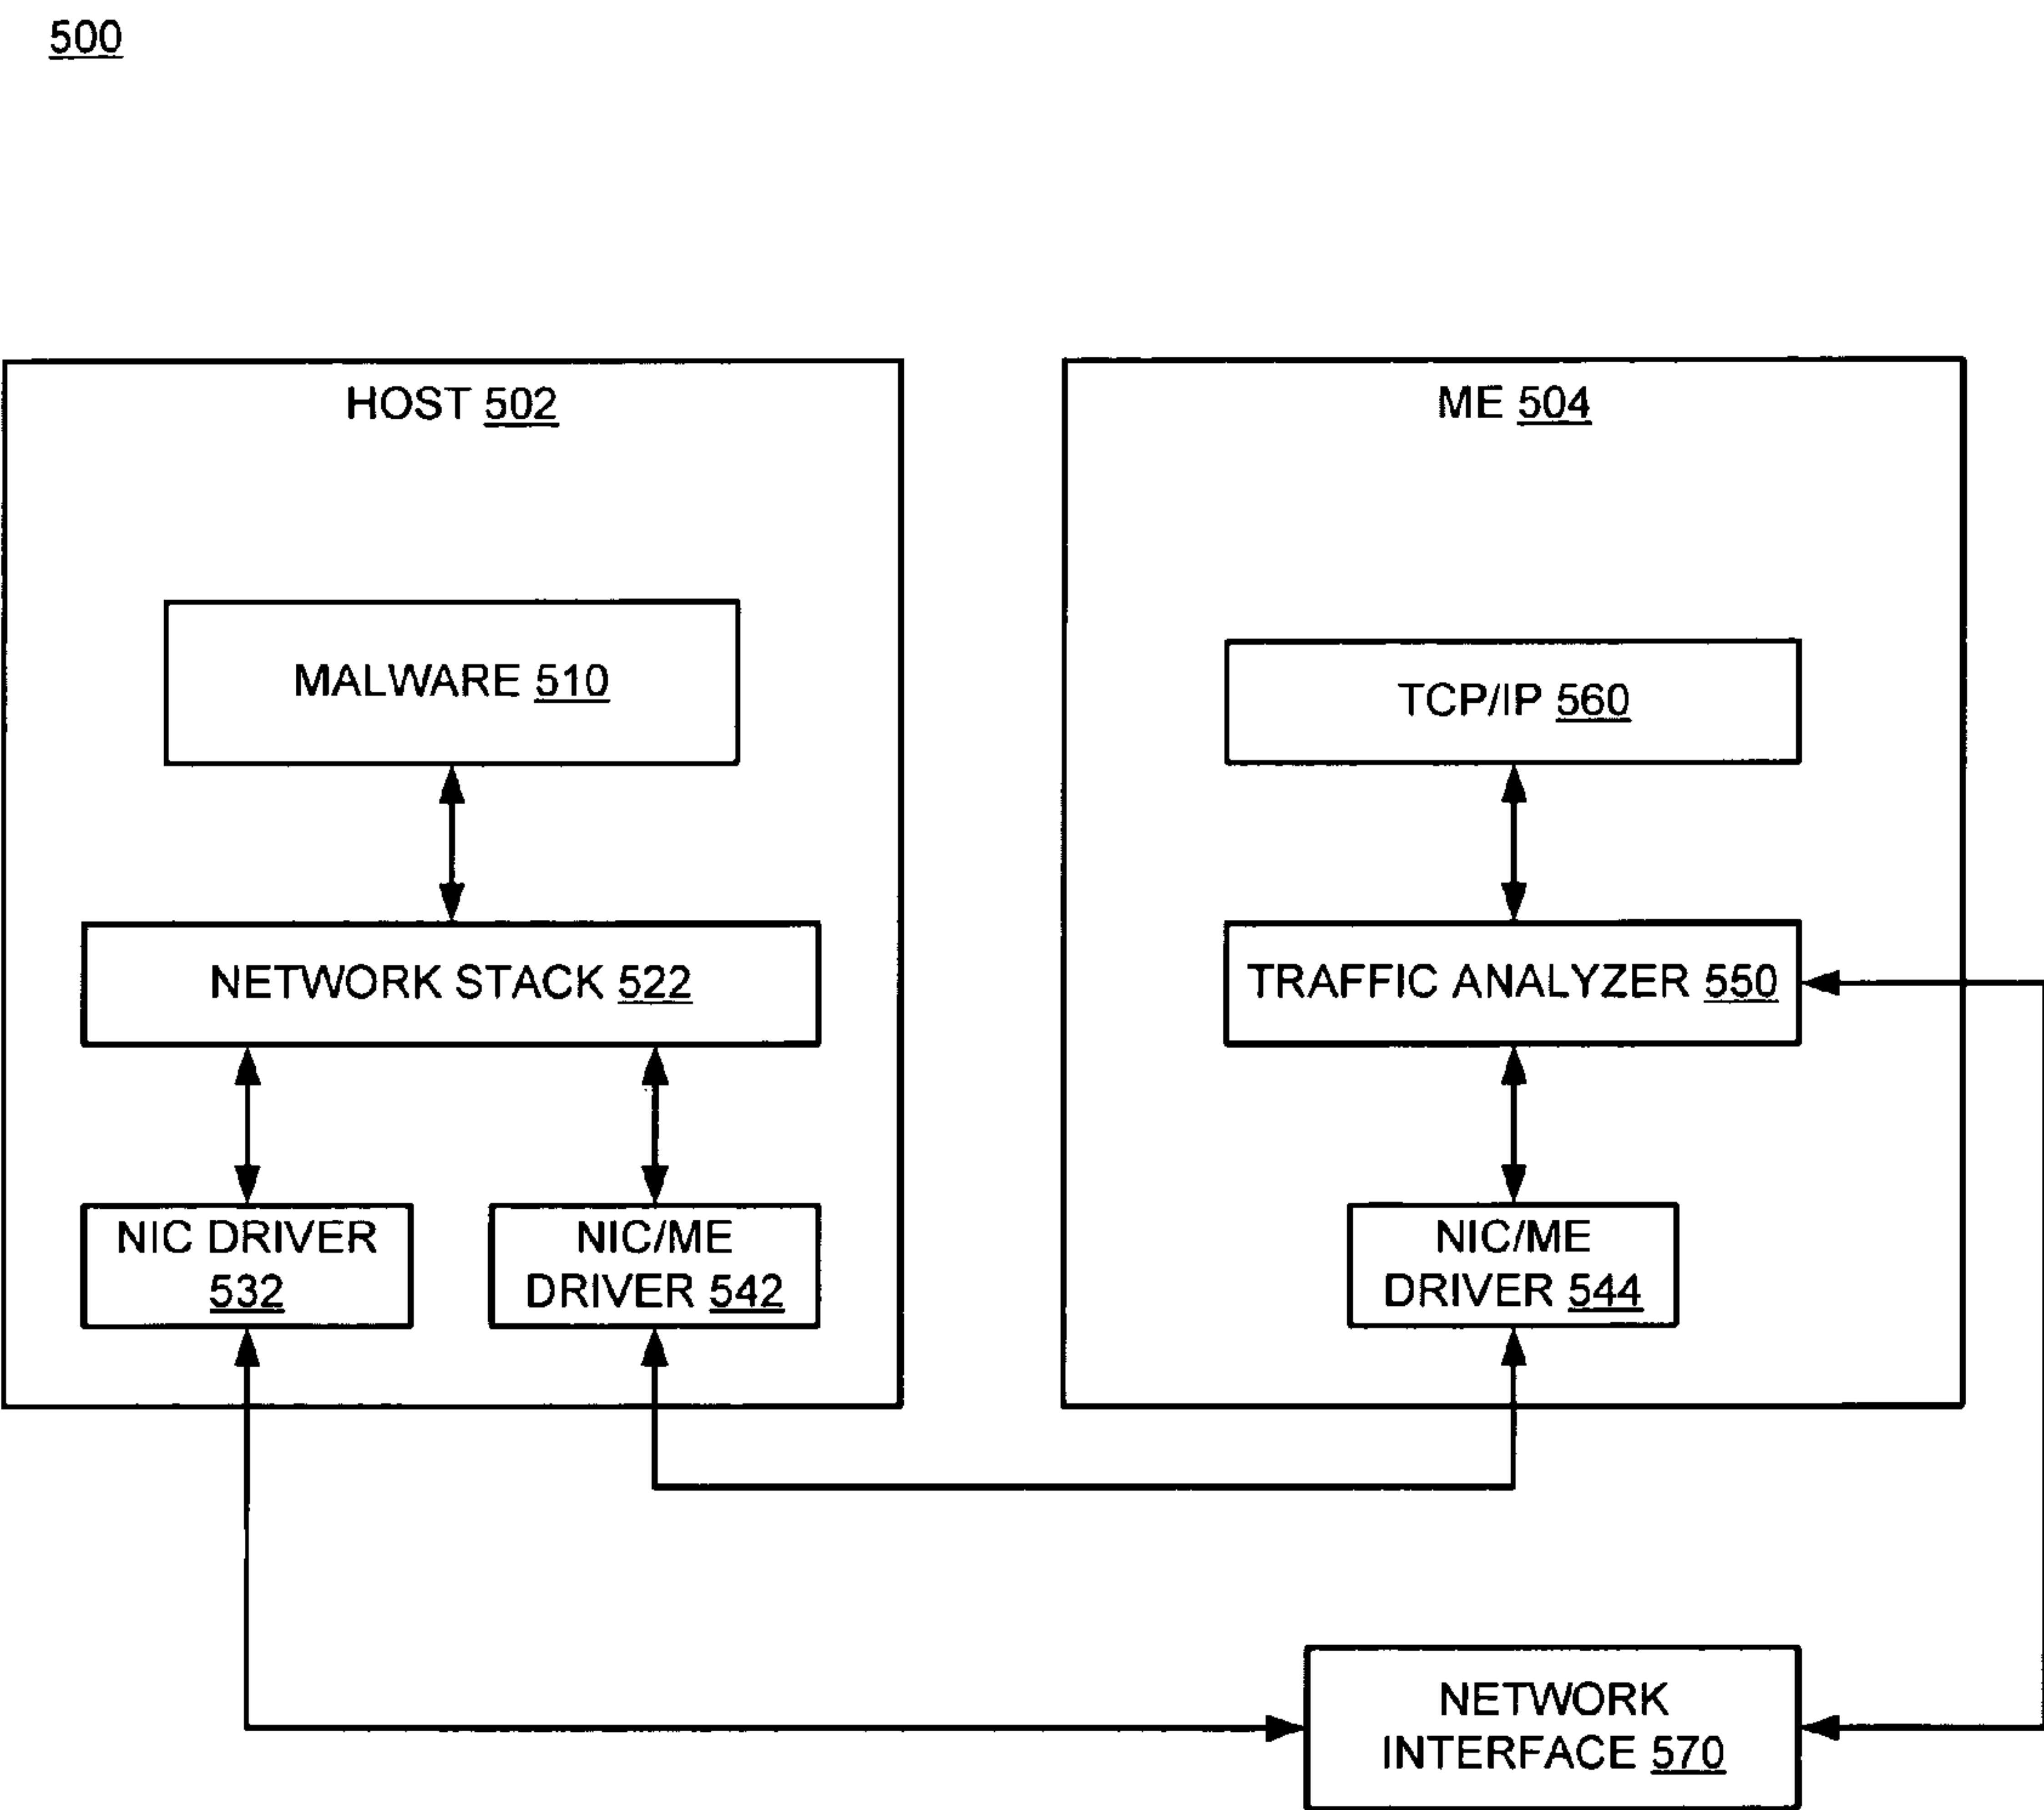 500
HOST 502
ME 504
MALWARE 510
TCP/IP 560
NETWORK STACK 522
TRAFFIC ANALYZER 550
NIC DRIVER
532
NIC/ME
DRIVER 542
NIC/ME
DRIVER 544
NETWORK
INTERFACE 570